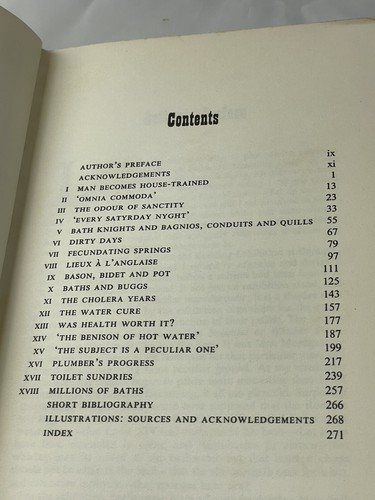 Contents
AUTHOR'S PREFACE ix
ACKNOWLEDGEMENTS xi
I MAN BECOMES HOUSE-TRAINED 1
II 'OMNIA COMMODA' 13
III THE ODOUR OF SANCTITY 23
IV 'EVERY SATYRDAY NYGHT' 33
V BATH KNIGHTS AND BAGNIOS, CONDUITS AND QUILLS 55
VI DIRTY DAYS 67
VII FECUNDATING SPRINGS 79
VIII LIEUX À L'ANGLAISE 97
IX BASON, BIDET AND POT 111
X BATHS AND BUGGS 125
XI THE CHOLERA YEARS 143
XII THE WATER CURE 157
XIII WAS HEALTH WORTH IT? 177
XIV 'THE BENISON OF HOT WATER' 187
XV 'THE SUBJECT IS A PECULIAR ONE' 199
XVI PLUMBER'S PROGRESS 217
XVII TOILET SUNDRIES 239
XVIII MILLIONS OF BATHS 257
SHORT BIBLIOGRAPHY 266
ILLUSTRATIONS: SOURCES AND ACKNOWLEDGEMENTS 268
INDEX 271